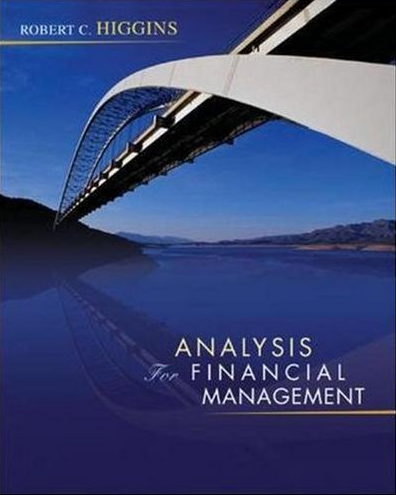 ROBERT C. HIGGINS
ANALYSIS
For FINANCIAL
MANAGEMENT